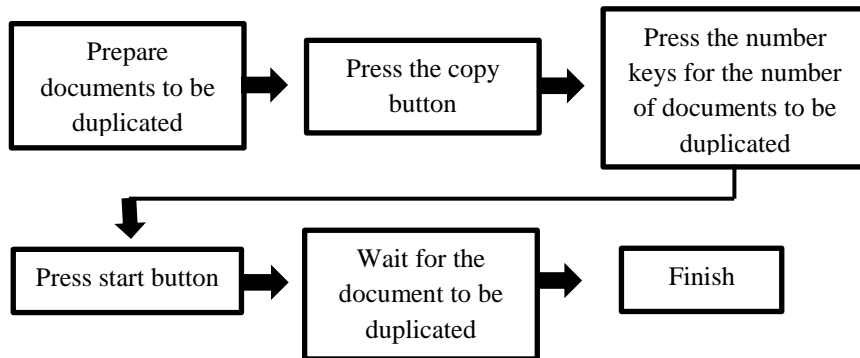 Prepare
documents to be
duplicated
Press the copy
button
Press the number
keys for the number
of documents to be
duplicated
Press start button
Wait for the
document to be
duplicated
Finish